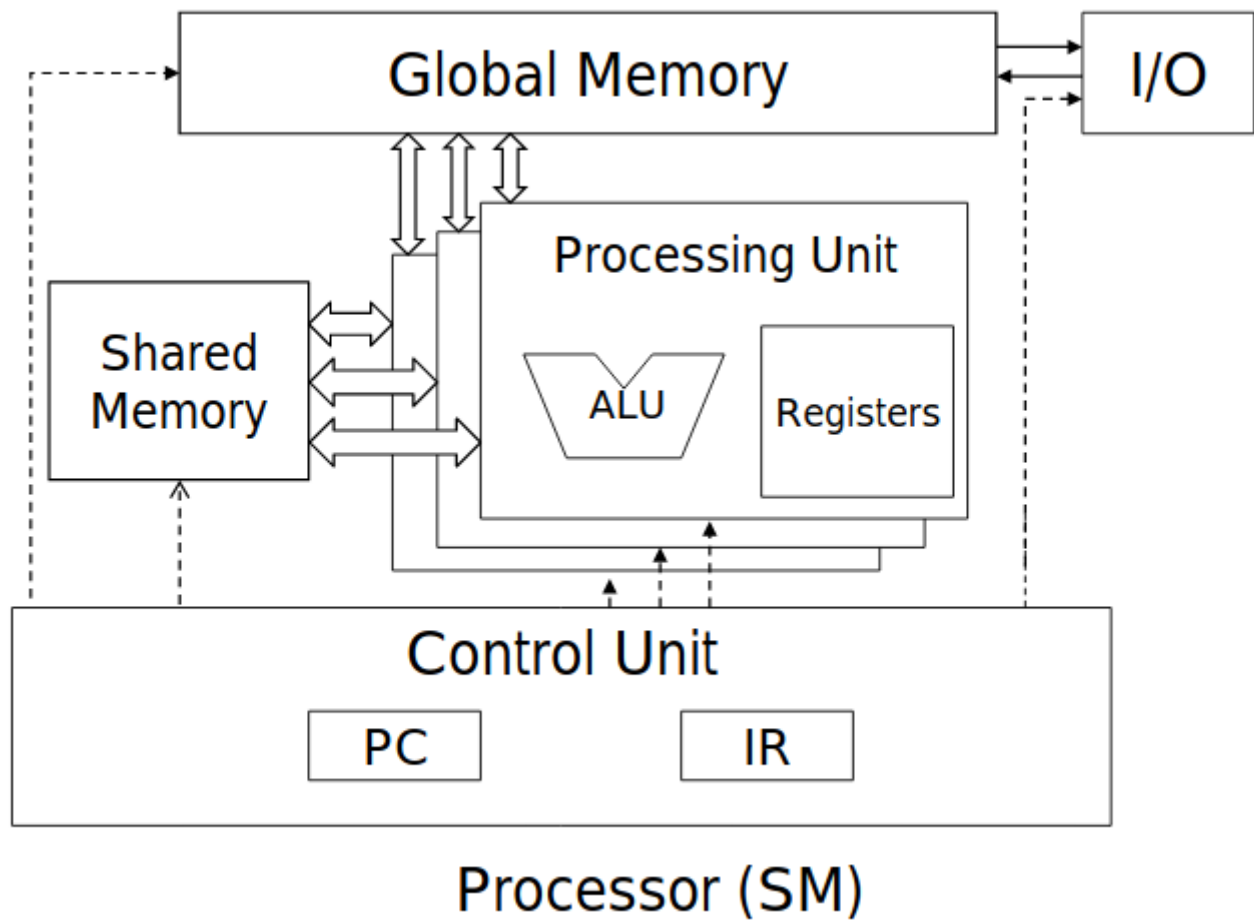 Global Memory
I/O
Processing Unit
Shared
Memory
ALU
Registers
Control Unit
PC
IR
Processor (SM)